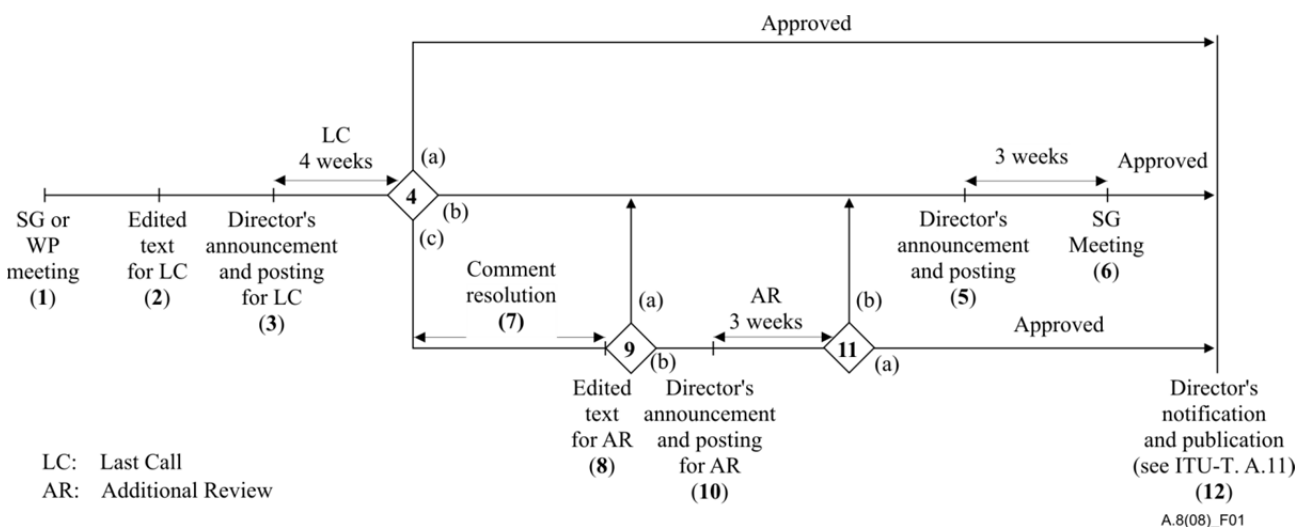 Approved
LC
4 weeks
(a)
3 weeks
Approved
4
(b)
(c)
SG or
WP
meeting
(1)
Edited
text
for LC
(2)
Director's
announcement
and posting
for LC
(3)
Director's
announcement
and posting
(5)
SG
Meeting
(6)
Comment
resolution
(7)
(a)
AR
3 weeks
(b)
Approved
9
(b)
11
(a)
Edited
text
for AR
(8)
Director's
announcement
and posting
for AR
(10)
Director's
notification
and publication
(see ITU-T. A.11)
(12)
LC: Last Call
AR: Additional Review
A.8(08)_F01